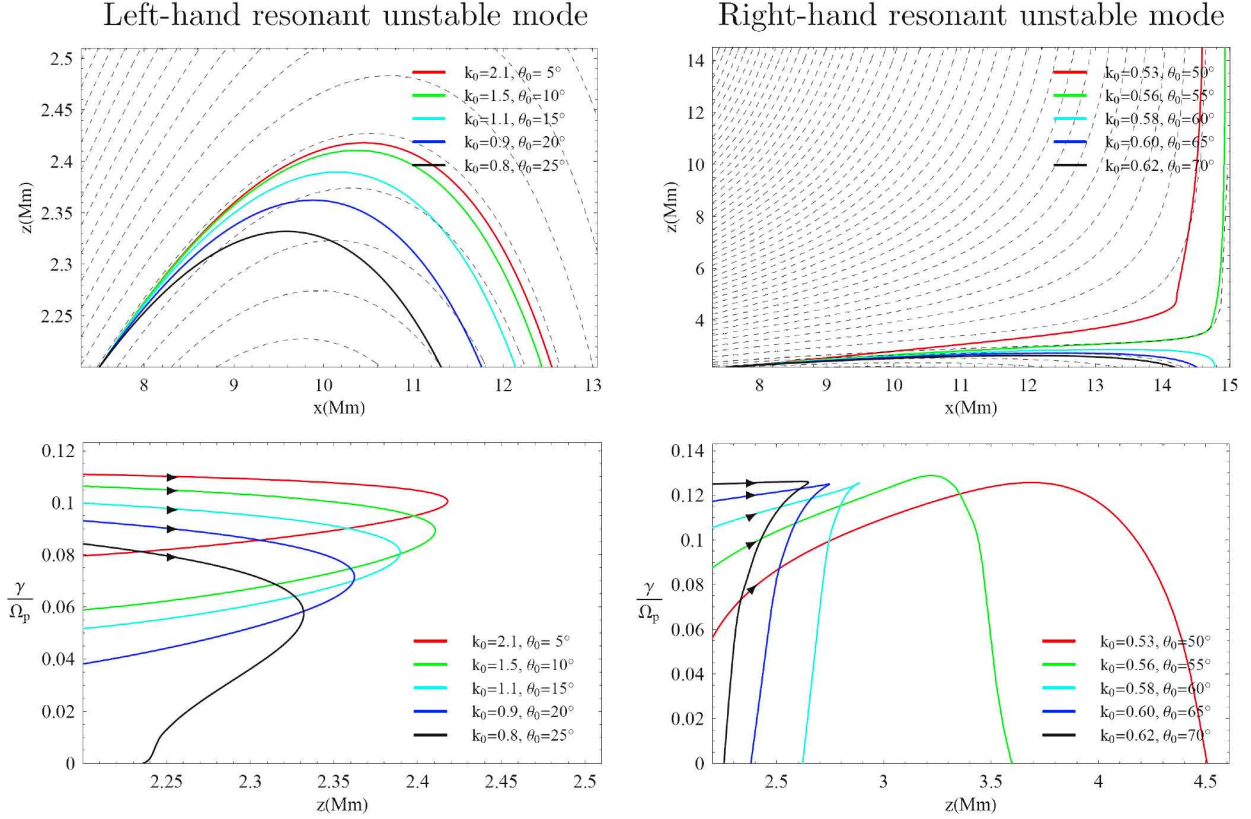 Left-hand resonant unstable mode
Right-hand resonant unstable mode
z(Mm)
2.5
2.45
2.4
2.35
2.3
2.25
k₀=2.1, θ₀= 5°
k₀=1.5, θ₀=10°
k₀=1.1, θ₀=15°
k₀=0.9, θ₀=20°
k₀=0.8, θ₀=25°
8 9 10 11 12 13
x(Mm)
z(Mm)
14
12
10
8
6
4
k₀=0.53, θ₀=50°
k₀=0.56, θ₀=55°
k₀=0.58, θ₀=60°
k₀=0.60, θ₀=65°
k₀=0.62, θ₀=70°
8 9 10 11 12 13 14 15
x(Mm)
γ
Ωp
0.12
0.1
0.08
0.06
0.04
0.02
0
k₀=2.1, θ₀= 5°
k₀=1.5, θ₀=10°
k₀=1.1, θ₀=15°
k₀=0.9, θ₀=20°
k₀=0.8, θ₀=25°
2.25 2.3 2.35 2.4 2.45 2.5
z(Mm)
γ
Ωp
0.14
0.12
0.1
0.08
0.06
0.04
0.02
0
k₀=0.53, θ₀=50°
k₀=0.56, θ₀=55°
k₀=0.58, θ₀=60°
k₀=0.60, θ₀=65°
k₀=0.62, θ₀=70°
2.5 3 3.5 4 4.5
z(Mm)